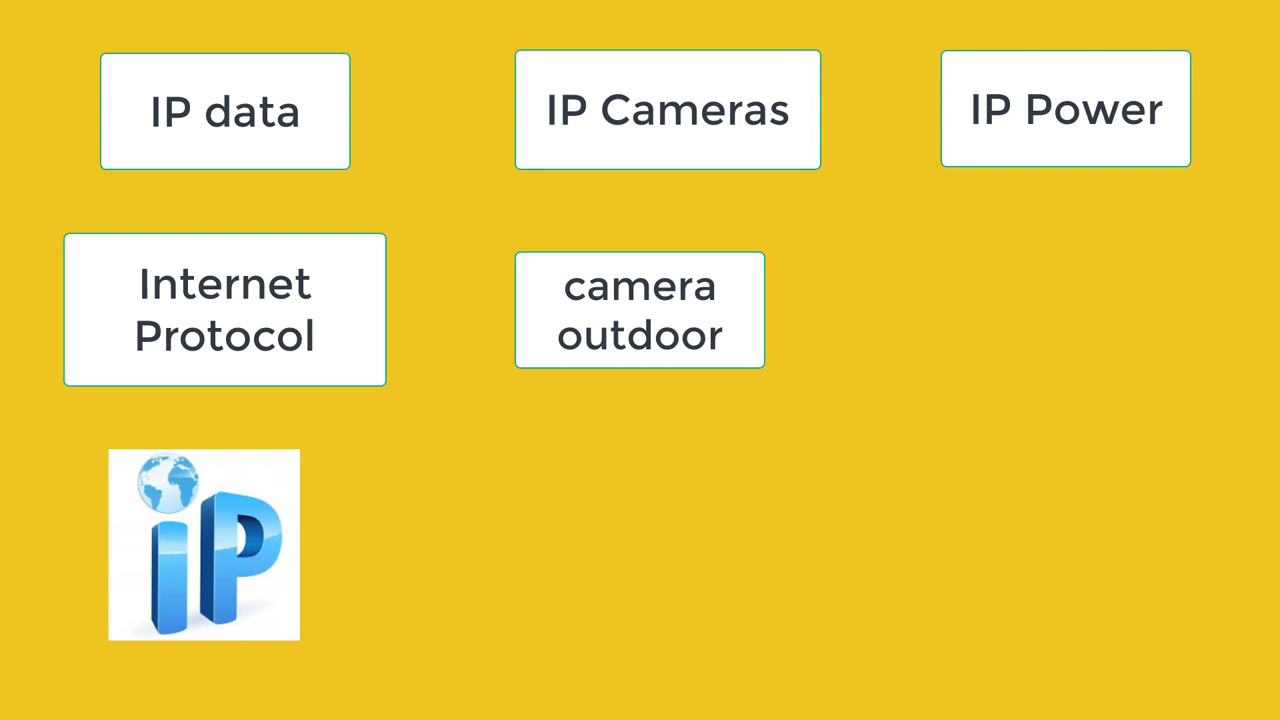 IP data
IP Cameras
IP Power
Internet
Protocol
camera
outdoor
iP